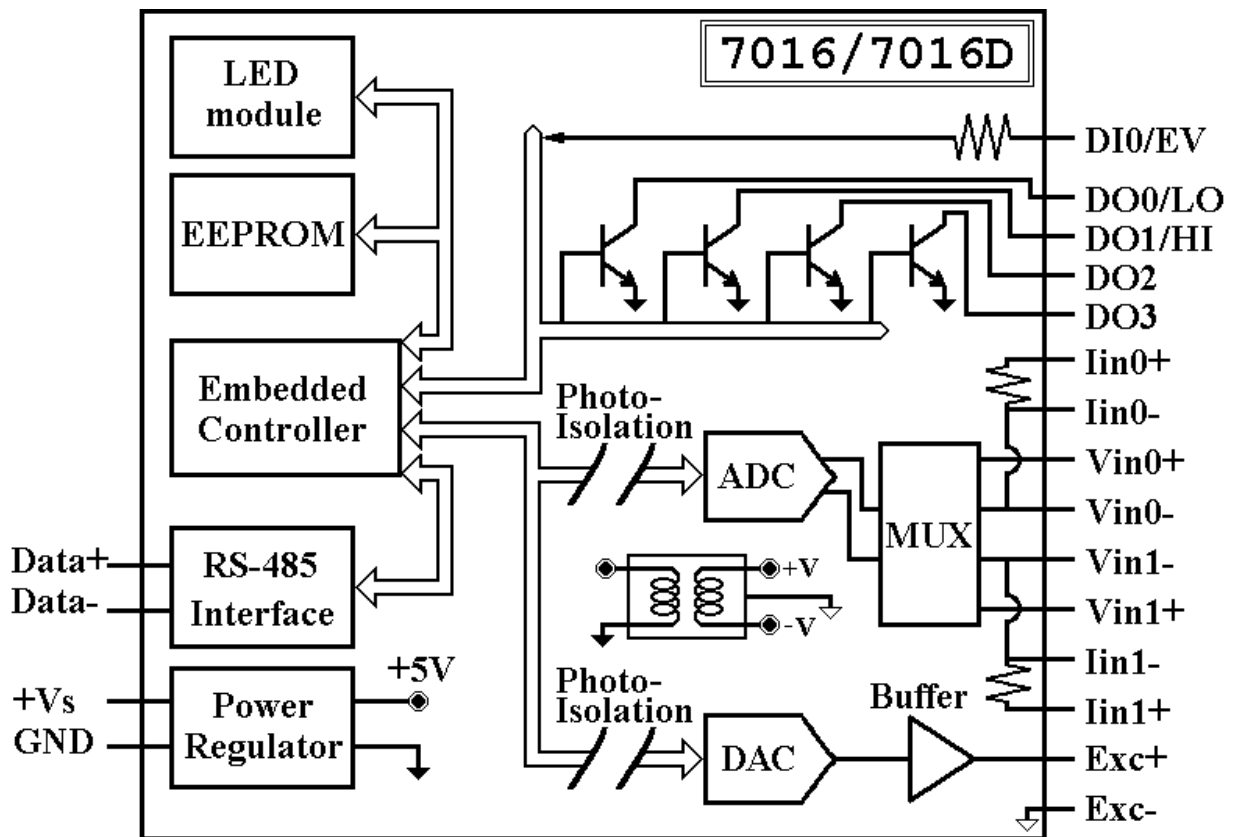 7016/7016D
LED
module
EEPROM
Embedded
Controller
RS-485
Interface
Power
Regulator
Data+
Data-
+Vs
GND
+5V
Photo-
Isolation
ADC
MUX
+V
-V
Photo-
Isolation
DAC
Buffer
DI0/EV
DO0/LO
DO1/HI
DO2
DO3
Iin0+
Iin0-
Vin0+
Vin0-
Vin1-
Vin1+
Iin1-
Iin1+
Exc+
Exc-